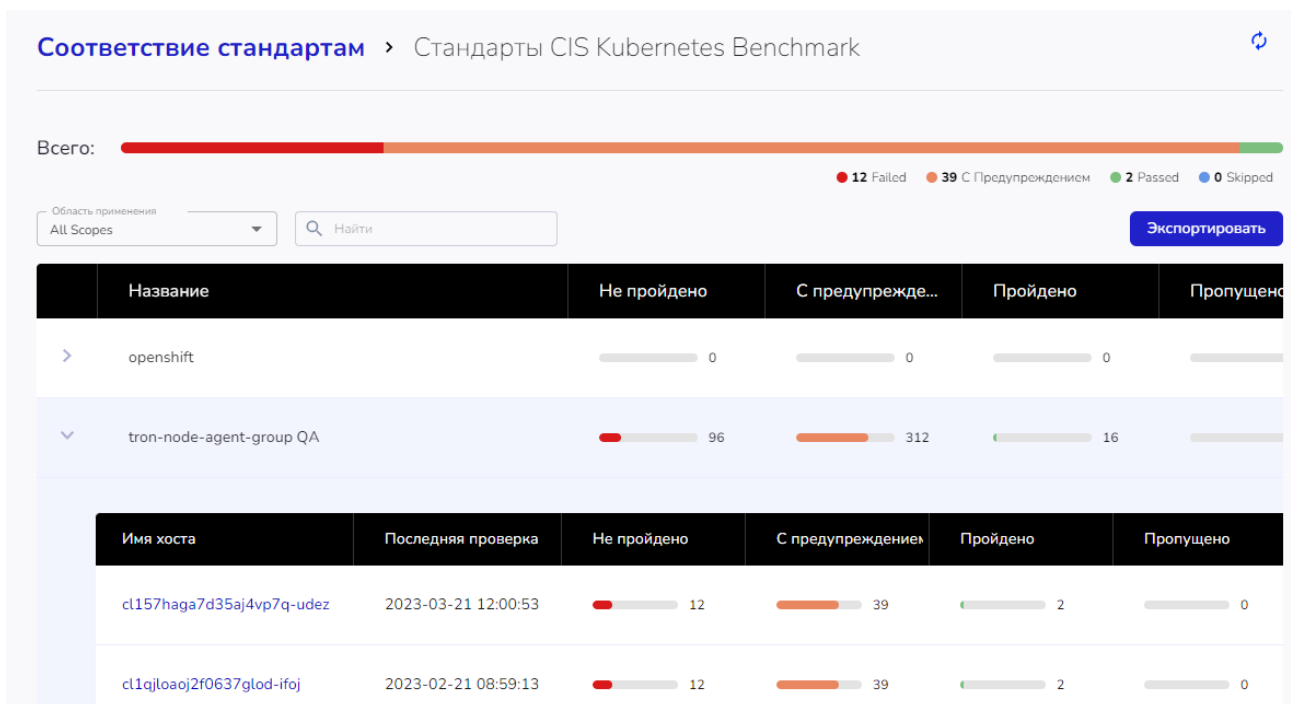 Соответствие стандартам > Стандарты CIS Kubernetes Benchmark
Всего:
12 Failed 39 С Предупреждением 2 Passed 0 Skipped
Область применения
All Scopes Найти Экспортировать
Название Не пройдено С предупрежде... Пройдено Пропущено
openshift 0 0 0
tron-node-agent-group QA 96 312 16
Имя хоста Последняя проверка Не пройдено С предупреждением Пройдено Пропущено
cl157haga7d35aj4vp7q-udez 2023-03-21 12:00:53 12 39 2 0
cl1qjloaoj2f0637glod-ifoj 2023-02-21 08:59:13 12 39 2 0